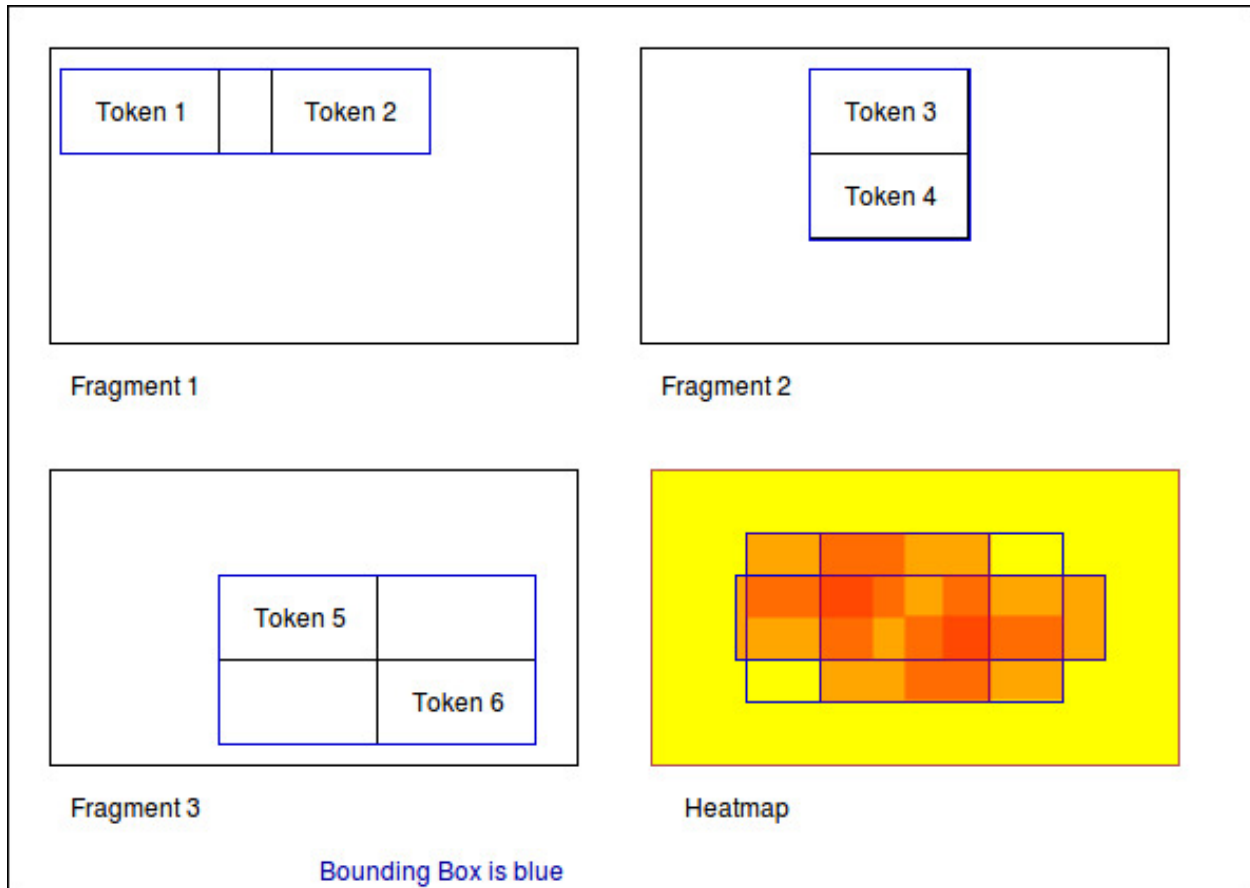 Token 1
Token 2
Fragment 1
Token 3
Token 4
Fragment 2
Token 5
Token 6
Fragment 3
Heatmap
Bounding Box is blue